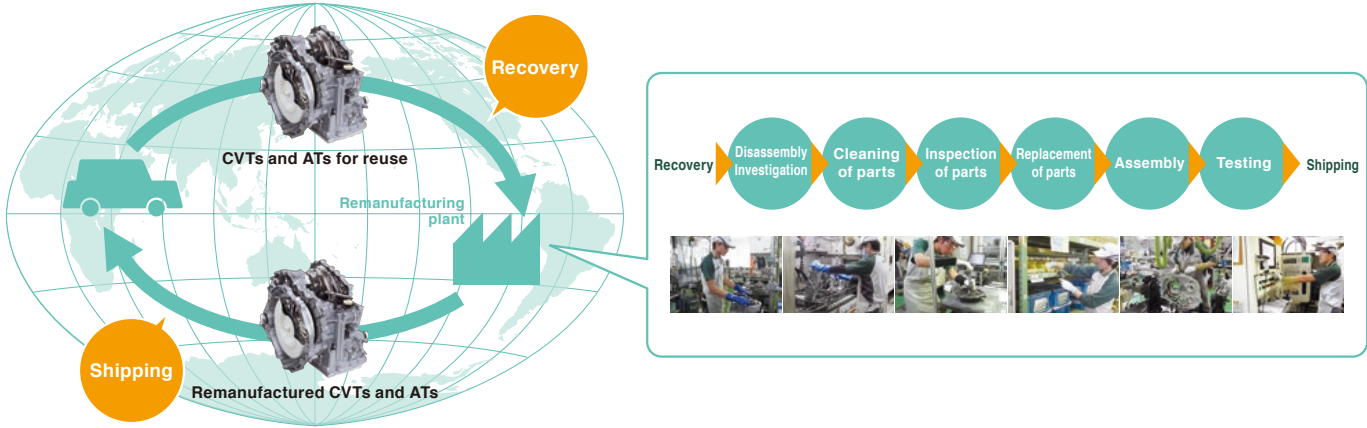 Recovery
CVTs and ATs for reuse
Remanufacturing
plant
Shipping
Remanufactured CVTs and ATs
Recovery
Disassembly
Investigation
Cleaning
of parts
Inspection
of parts
Replacement
of parts
Assembly
Testing
Shipping